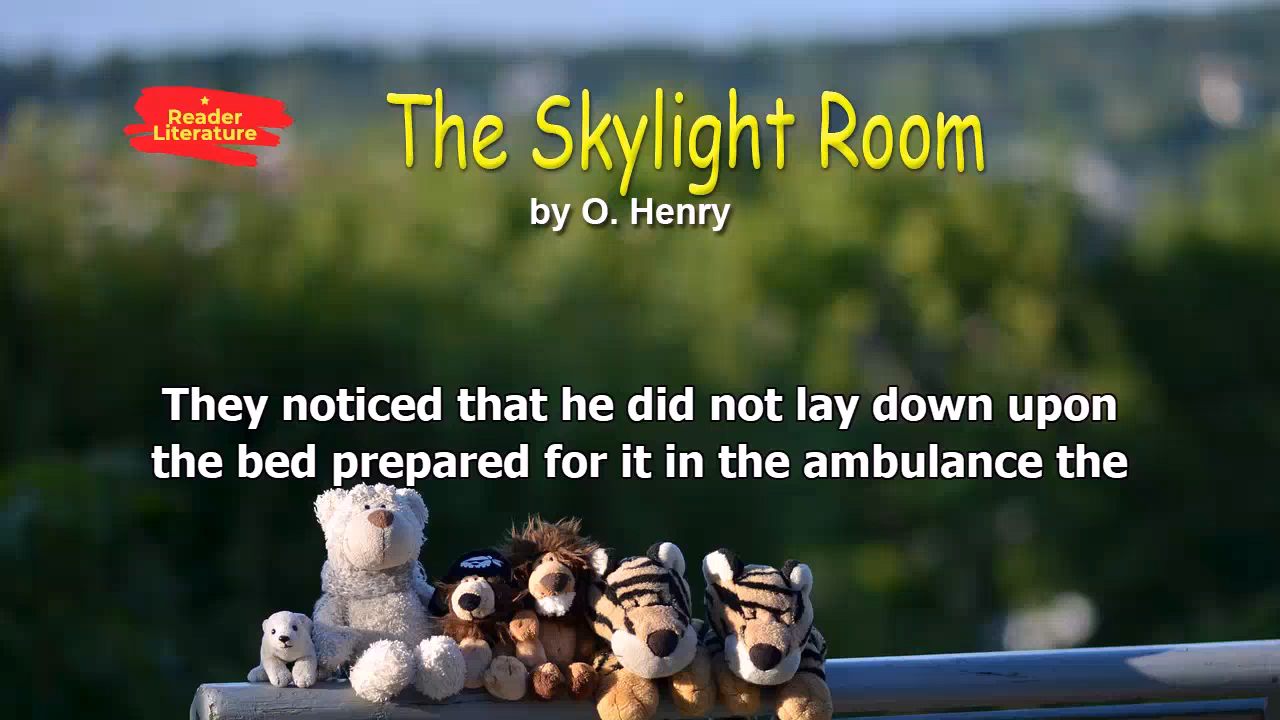 Reader
Literature
The Skylight Room
by O. Henry
They noticed that he did not lay down upon
the bed prepared for it in the ambulance the